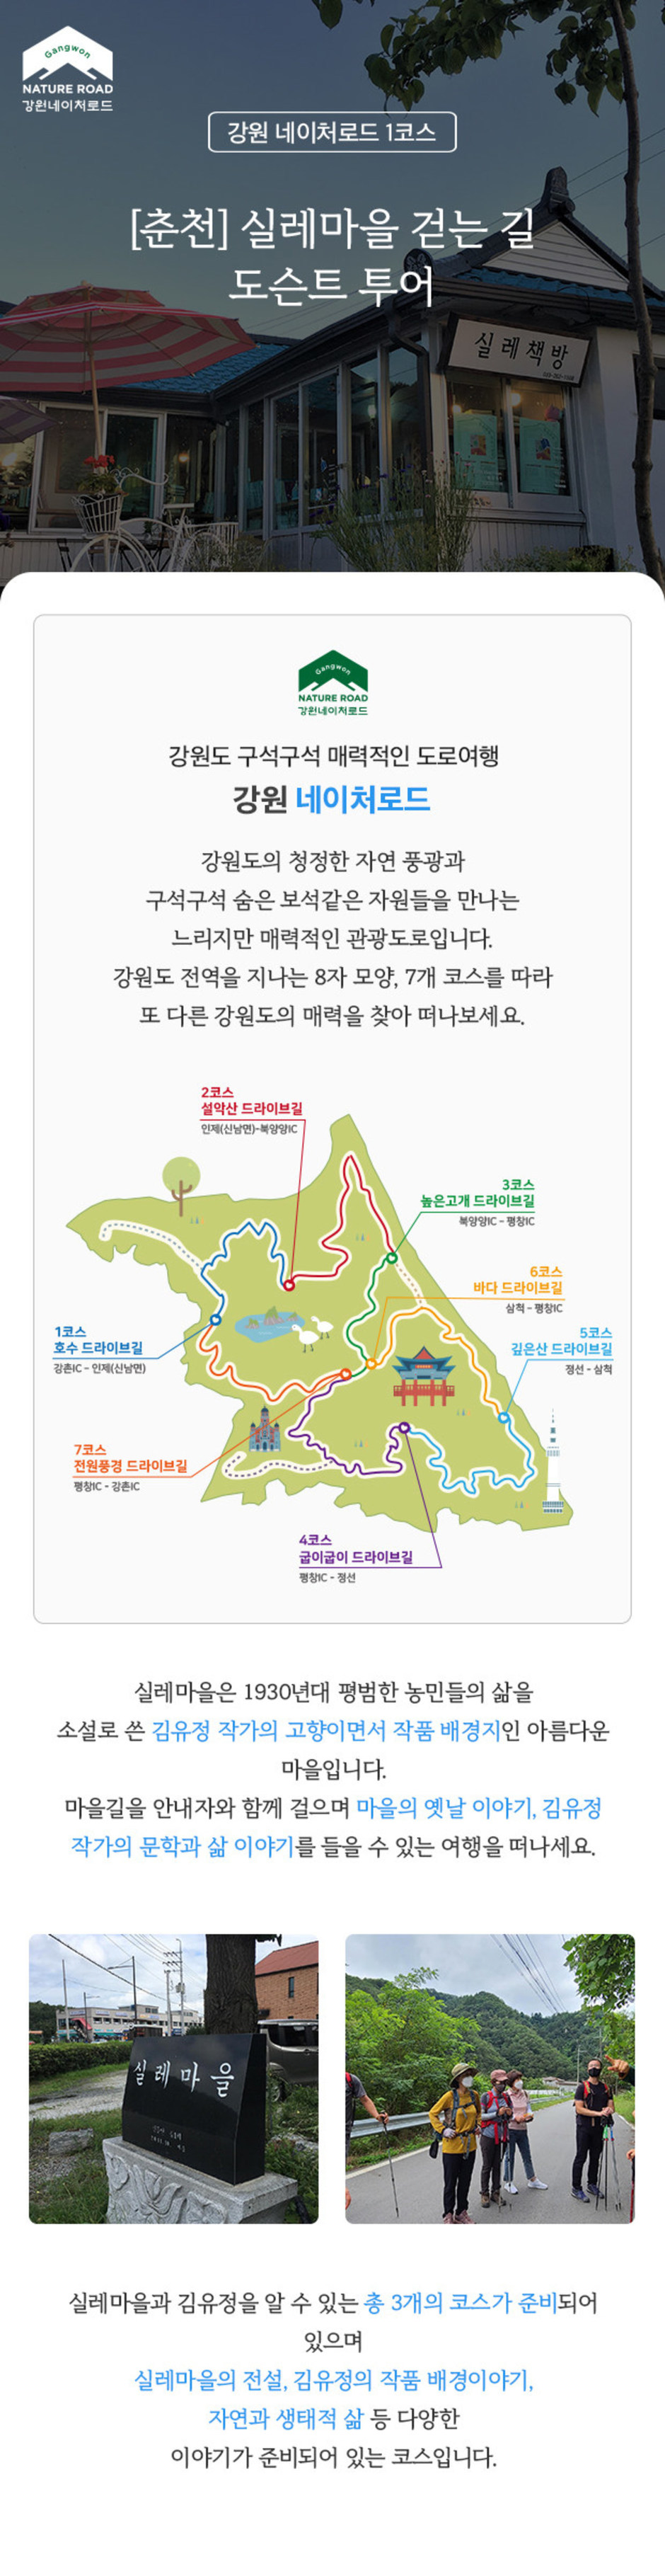 Gangwon
NATURE ROAD
강원네이처로드
강원 네이처로드 1코스
[춘천] 실레마을 걷는 길
도슨트 투어
실레책방
Gangwon
NATURE ROAD
강원네이처로드
강원도 구석구석 매력적인 도로여행
강원 네이처로드
강원도의 청정한 자연 풍광과
구석구석 숨은 보석같은 자원들을 만나는
느리지만 매력적인 관광도로입니다.
강원도 전역을 지나는 8자 모양, 7개 코스를 따라
또 다른 강원도의 매력을 찾아 떠나보세요.
2코스
설악산 드라이브길
인제(신남면)-북양양IC
3코스
높은고개 드라이브길
북양양IC - 평창IC
6코스
바다 드라이브길
삼척 - 평창IC
1코스
호수 드라이브길
강촌IC - 인제(신남면)
5코스
깊은산 드라이브길
정선 - 삼척
7코스
전원풍경 드라이브길
평창IC - 강촌IC
4코스
굽이굽이 드라이브길
평창IC - 정선
실레마을은 1930년대 평범한 농민들의 삶을
소설로 쓴 김유정 작가의 고향이면서 작품 배경지인 아름다운
마을입니다.
마을길을 안내자와 함께 걸으며 마을의 옛날 이야기, 김유정
작가의 문학과 삶 이야기를 들을 수 있는 여행을 떠나세요.
실레마을
실레마을과 김유정을 알 수 있는 총 3개의 코스가 준비되어
있으며
실레마을의 전설, 김유정의 작품 배경이야기,
자연과 생태적 삶 등 다양한
이야기가 준비되어 있는 코스입니다.